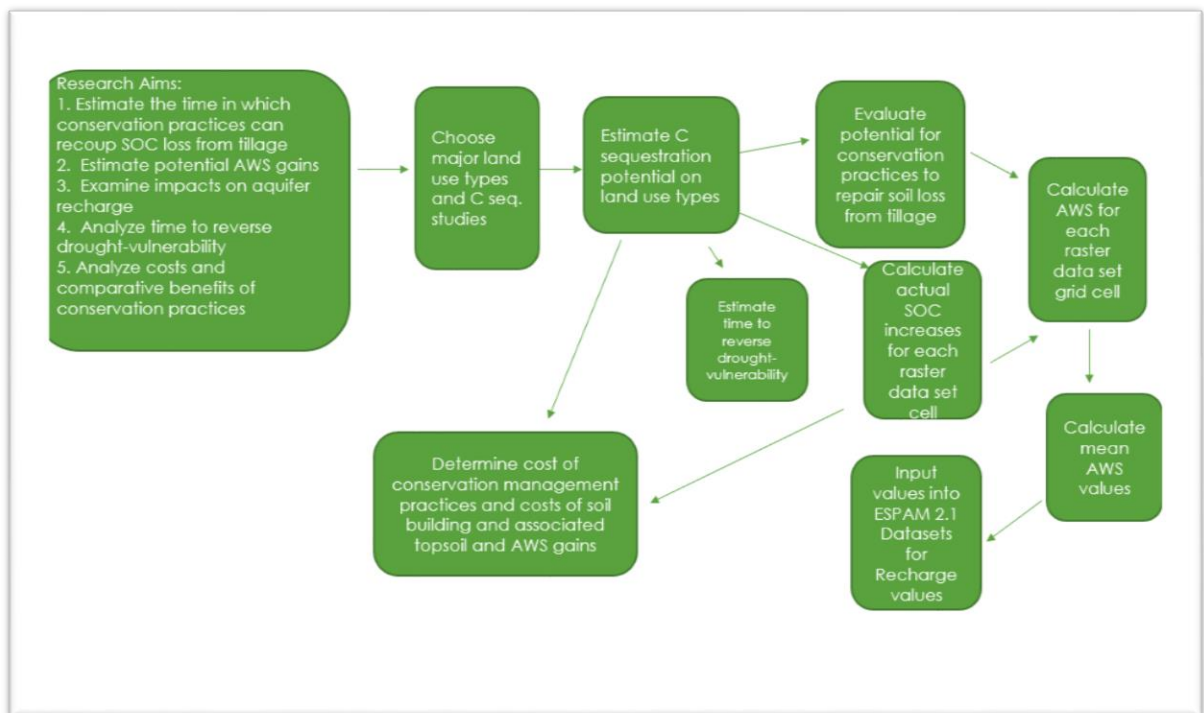 Research Aims:
1. Estimate the time in which
conservation practices can
recoup SOC loss from tillage
2.  Estimate potential AWS gains
3.  Examine impacts on aquifer
recharge
4.  Analyze time to reverse
drought-vulnerability
5.  Analyze costs and
comparative benefits of
conservation practices
Choose
major land
use types
and C seq.
studies
Estimate C
sequestration
potential on
land use types
Evaluate
potential for
conservation
practices to
repair soil loss
from tillage
Calculate
AWS for
each
raster
data set
grid cell
Estimate
time to
reverse
drought-
vulnerability
Calculate
actual
SOC
increases
for each
raster
data set
cell
Calculate
mean
AWS
values
Determine cost of
conservation management
practices and costs of soil
building and associated
topsoil and AWS gains
Input
values into
ESPAM 2.1
Datasets
for
Recharge
values